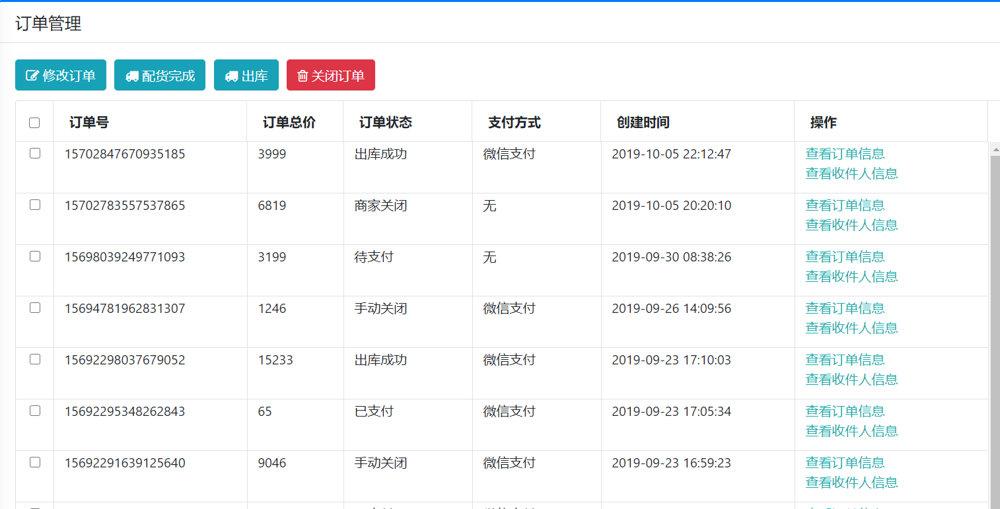 订单管理
修改订单 配货完成 出库 关闭订单
订单号 订单总价 订单状态 支付方式 创建时间 操作
15702847670935185 3999 出库成功 微信支付 2019-10-05 22:12:47 查看订单信息
查看收件人信息
15702783557537865 6819 商家关闭 无 2019-10-05 20:20:10 查看订单信息
查看收件人信息
15698039249771093 3199 待支付 无 2019-09-30 08:38:26 查看订单信息
查看收件人信息
15694781962831307 1246 手动关闭 微信支付 2019-09-26 14:09:56 查看订单信息
查看收件人信息
15692298037679052 15233 出库成功 微信支付 2019-09-23 17:10:03 查看订单信息
查看收件人信息
15692295348262843 65 已支付 微信支付 2019-09-23 17:05:34 查看订单信息
查看收件人信息
15692291639125640 9046 手动关闭 微信支付 2019-09-23 16:59:23 查看订单信息
查看收件人信息